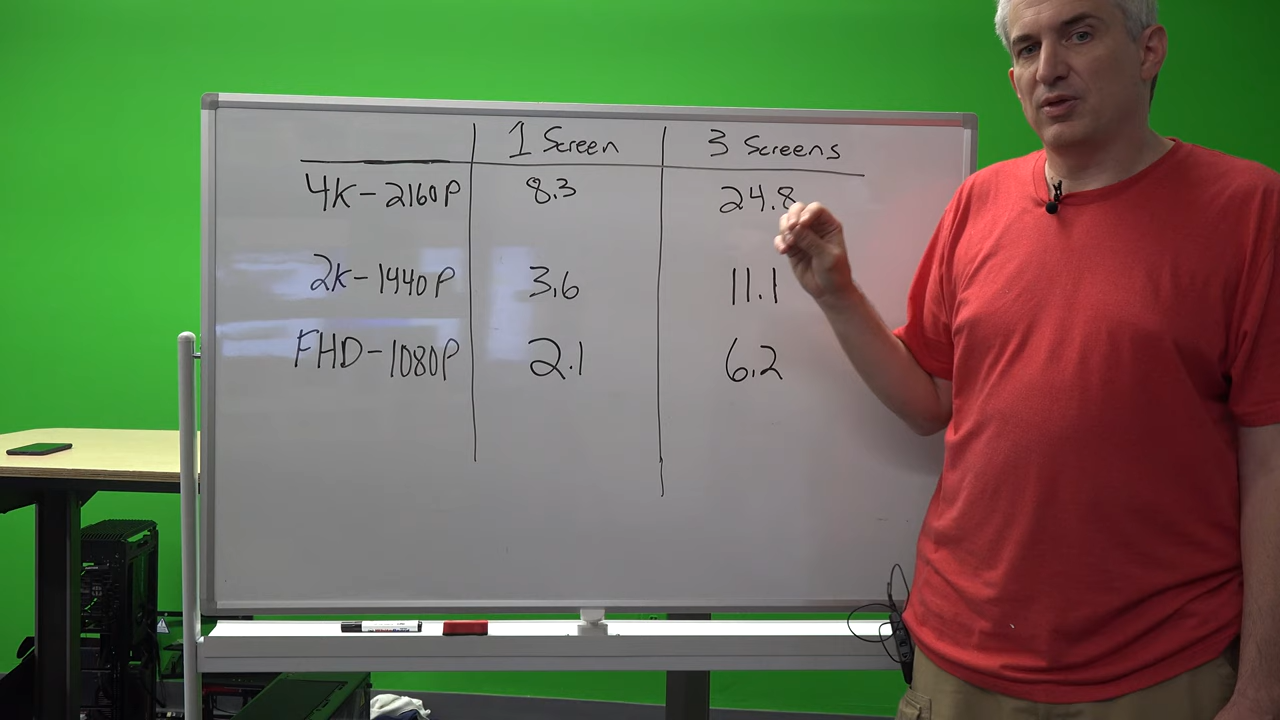 1 Screen 3 Screens
4K-2160P 8.3 24.8
2K-1440P 3.6 11.1
FHD-1080P 2.1 6.2